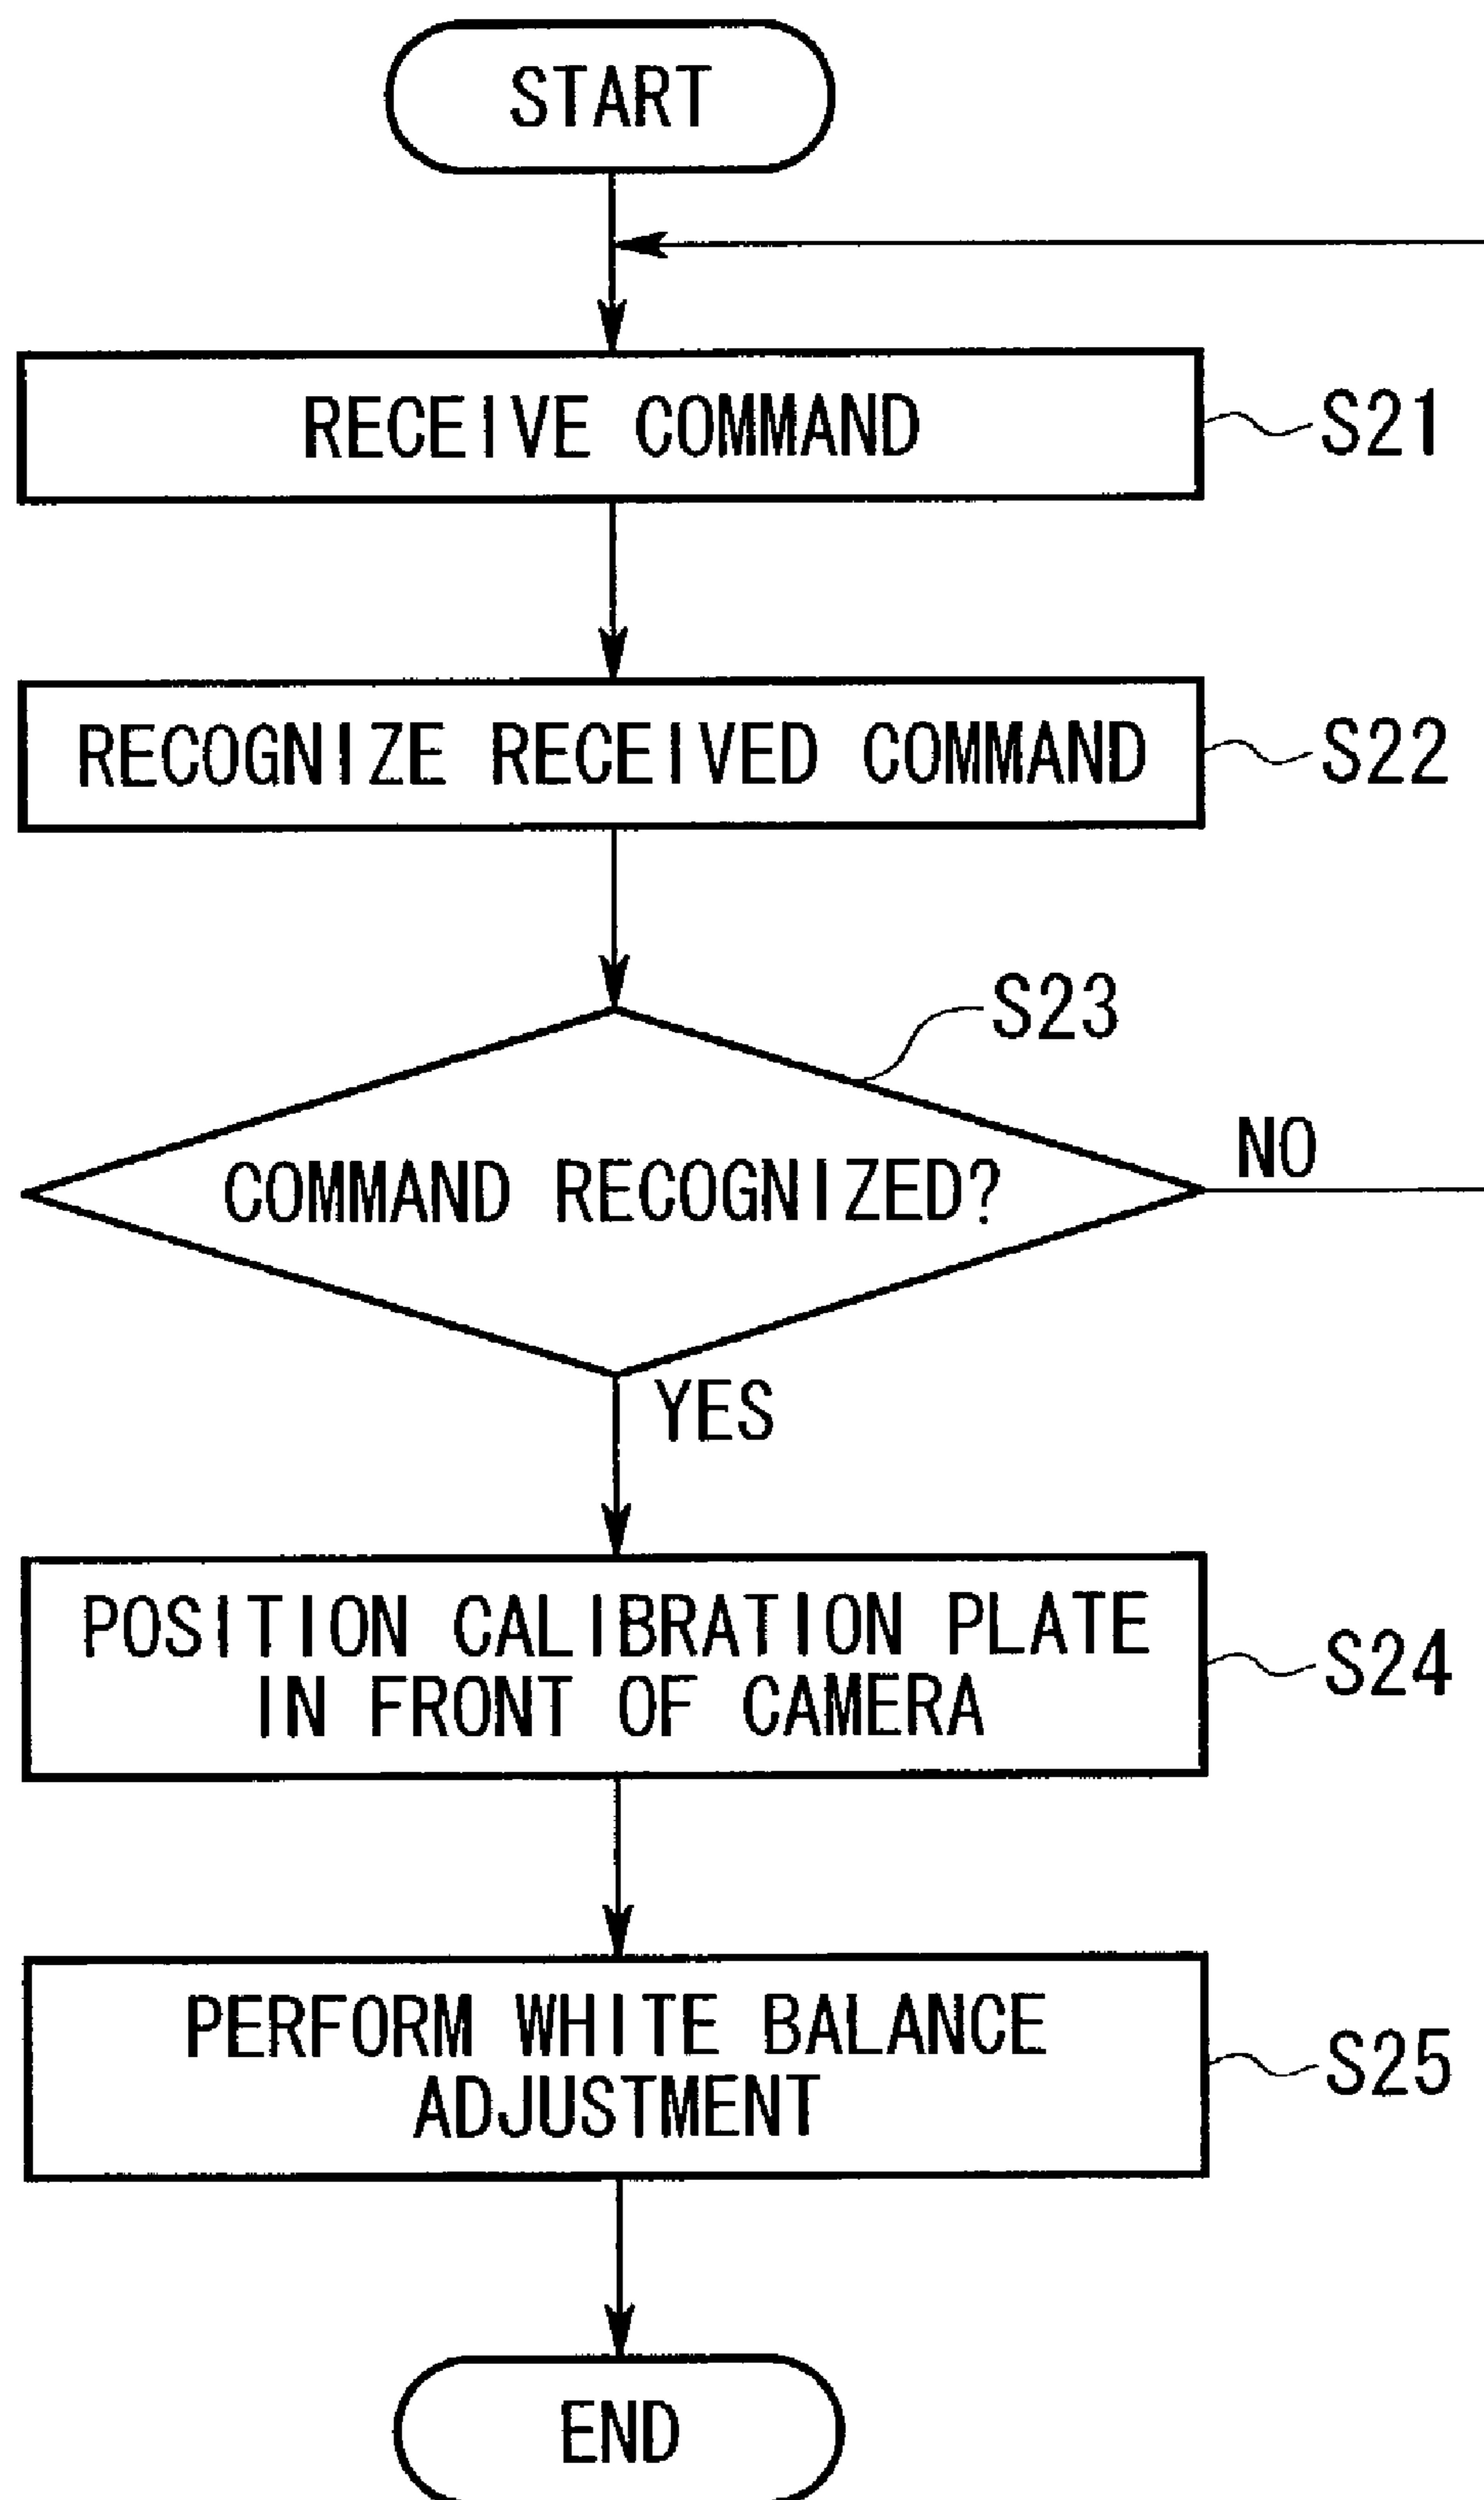 START
RECEIVE COMMAND
S21
RECOGNIZE RECEIVED COMMAND
S22
S23
COMMAND RECOGNIZED?
NO
YES
POSITION CALIBRATION PLATE
IN FRONT OF CAMERA
S24
PERFORM WHITE BALANCE
ADJUSTMENT
S25
END